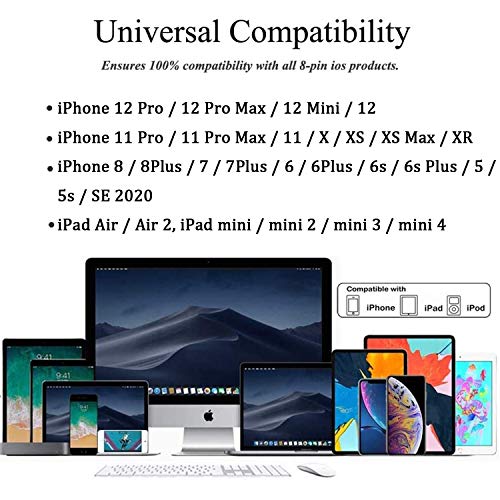 Universal Compatibility
Ensures 100% compatibility with all 8-pin ios products.
• iPhone 12 Pro / 12 Pro Max / 12 Mini / 12
• iPhone 11 Pro / 11 Pro Max / 11 / X / XS / XS Max / XR
• iPhone 8 / 8Plus / 7 / 7Plus / 6 / 6Plus / 6s / 6s Plus / 5 /
5s / SE 2020
• iPad Air / Air 2, iPad mini / mini 2 / mini 3 / mini 4
Compatible with
iPhone iPad iPod